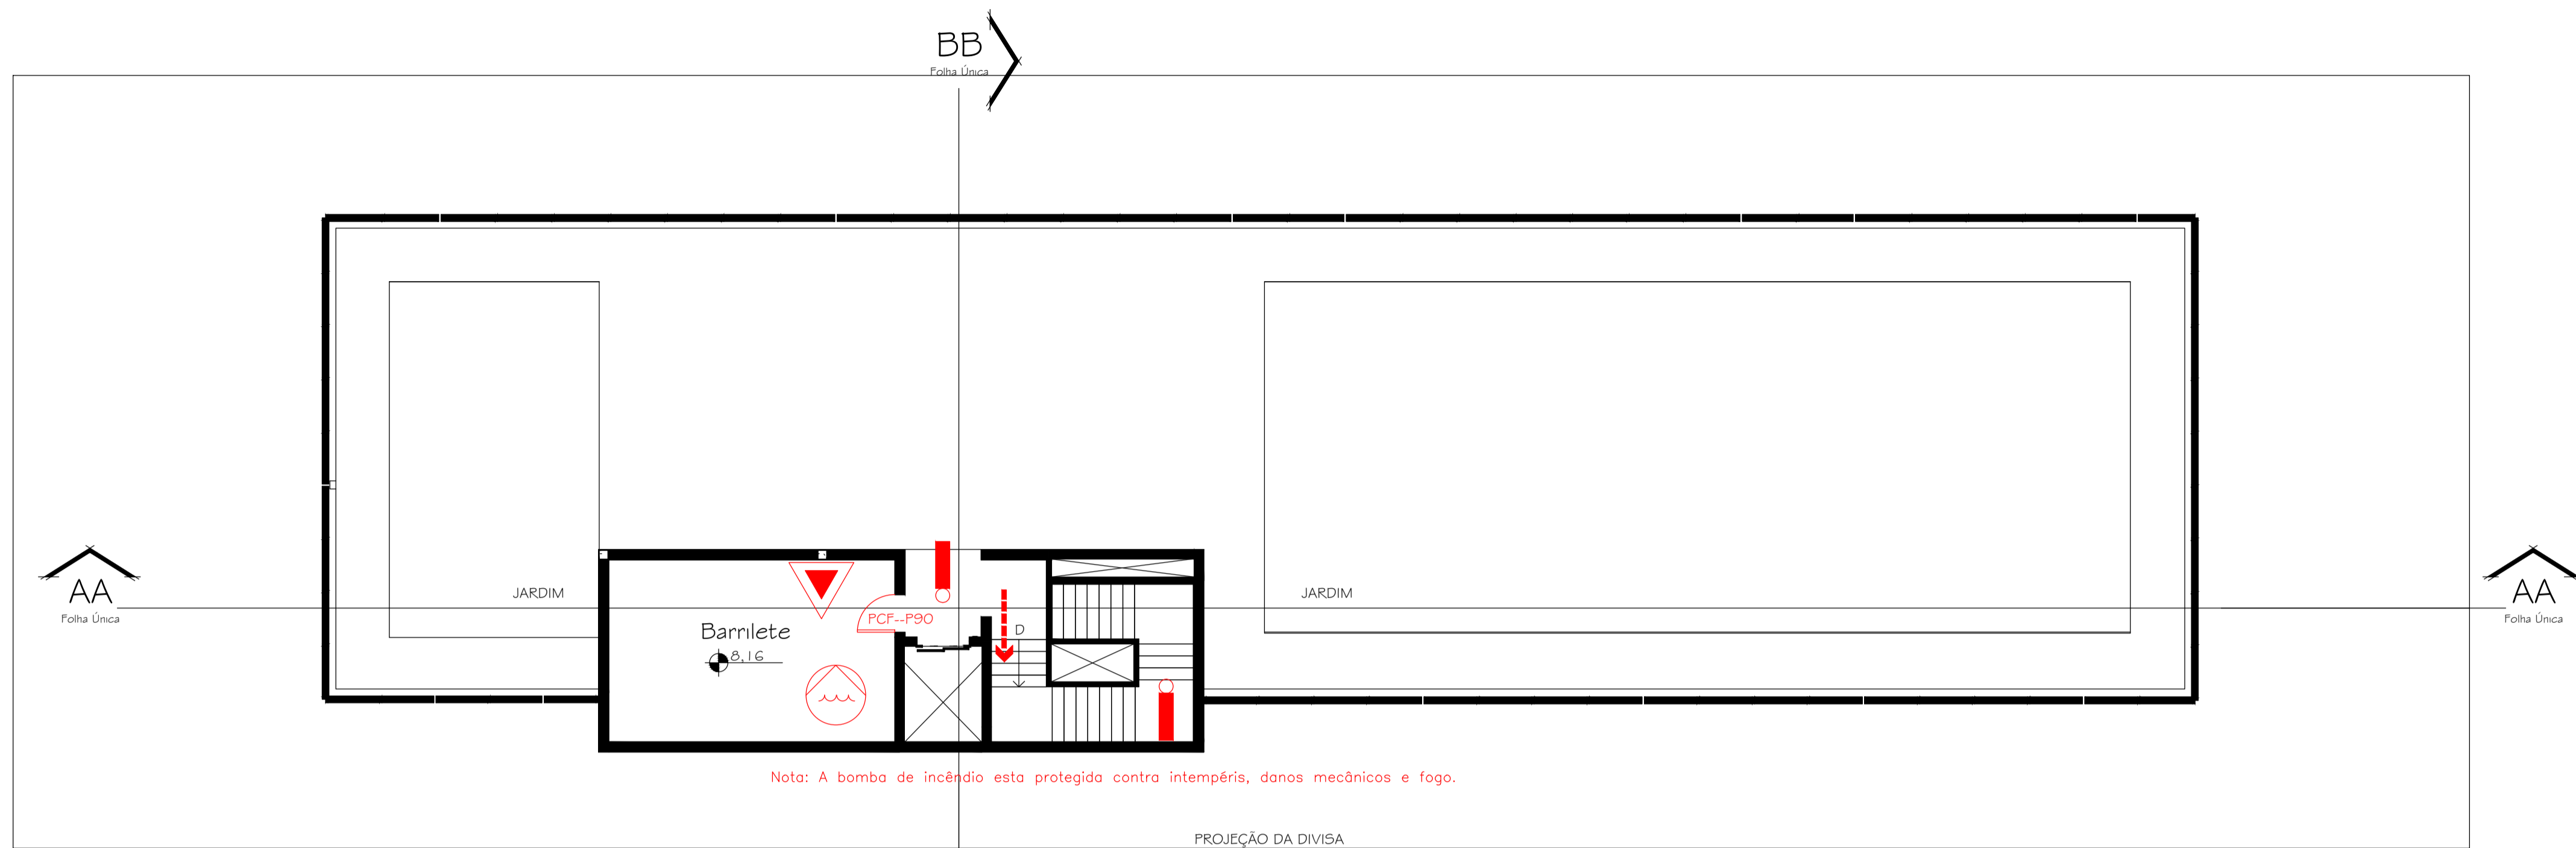 BB
Folha Única
JARDIM
JARDIM
AA
Folha Única
AA
Folha Única
PCF--P90
Barrilete
8,16
D
Nota: A bomba de incêndio esta protegida contra intempéris, danos mecânicos e fogo.
PROJEÇÃO DA DIVISA